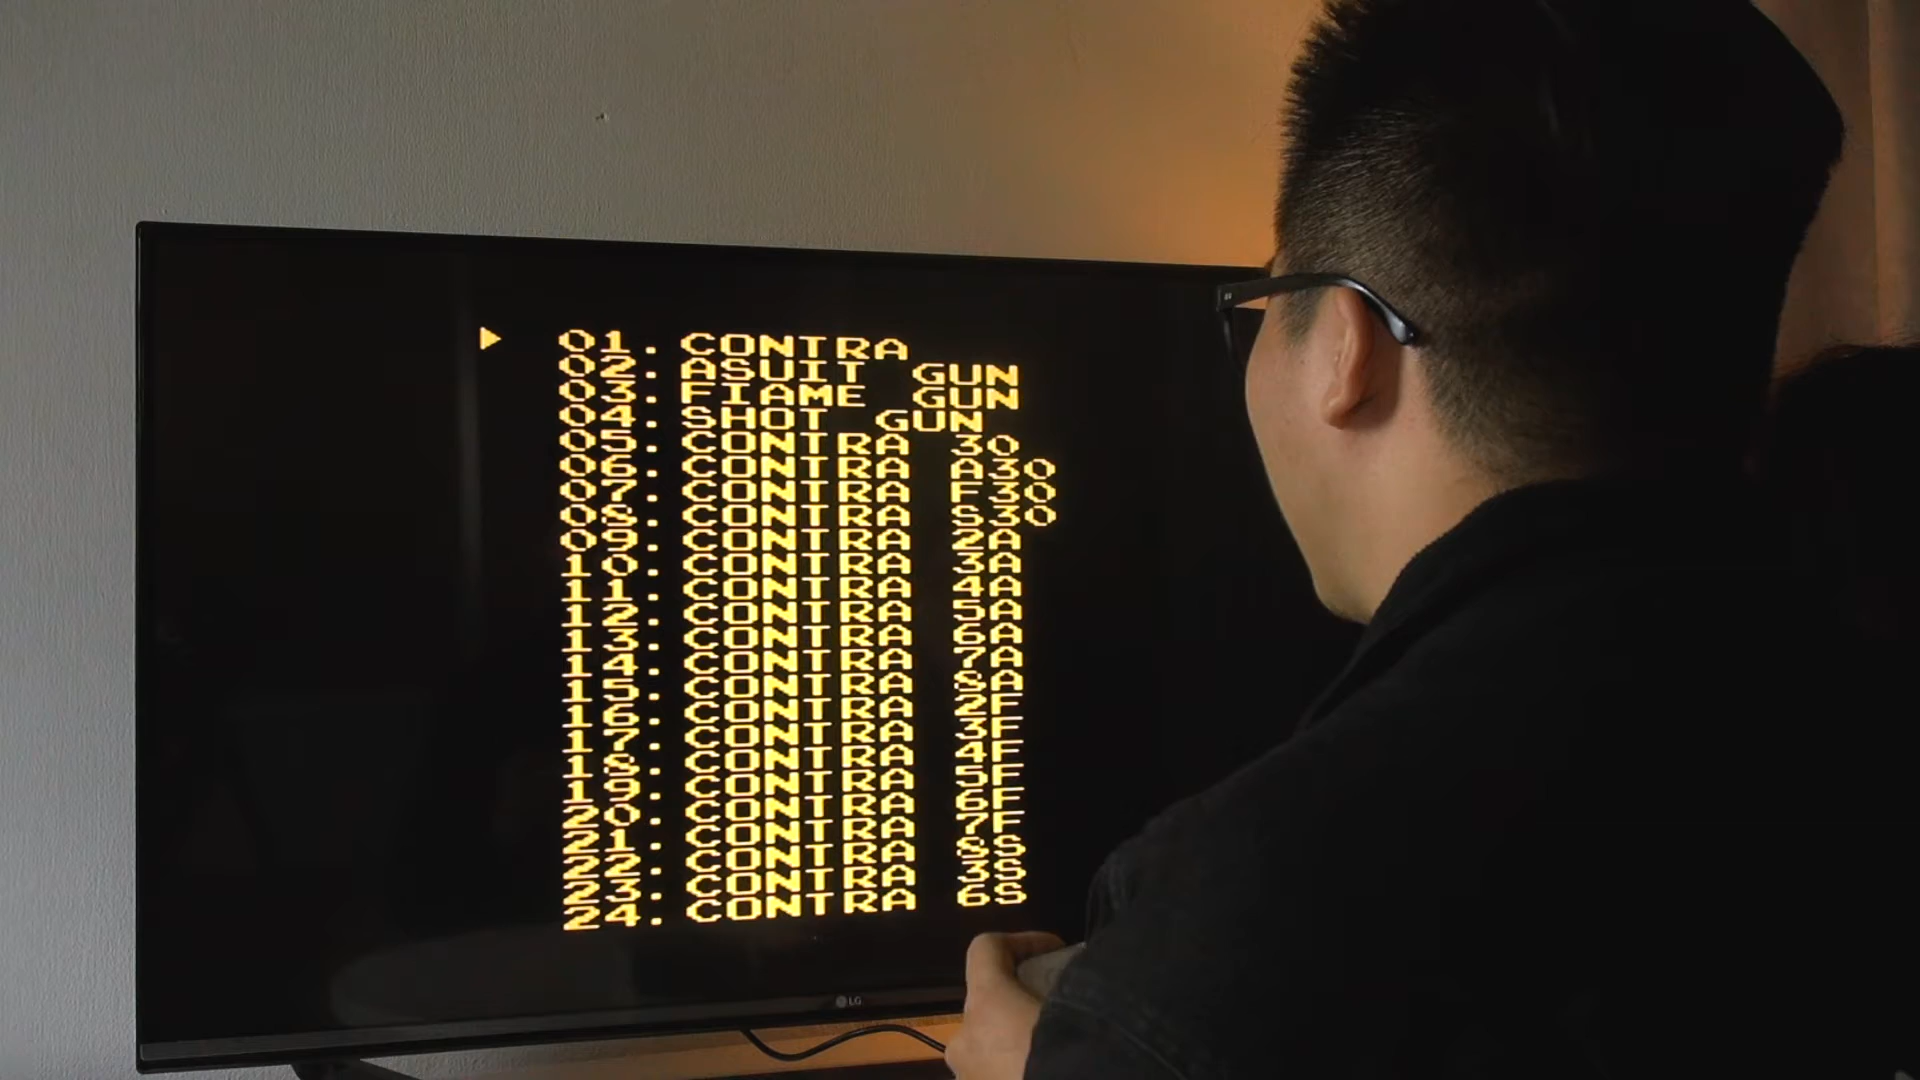 01. CONTRA
02. ASUIT GUN
03. FIAME GUN
04. SHOT GUN
05. CONTRA 30
06. CONTRA A30
07. CONTRA F30
08. CONTRA S30
09. CONTRA 2A
10. CONTRA 3A
11. CONTRA 4A
12. CONTRA 5A
13. CONTRA 6A
14. CONTRA 7A
15. CONTRA 8A
16. CONTRA 2F
17. CONTRA 3F
18. CONTRA 4F
19. CONTRA 5F
20. CONTRA 6F
21. CONTRA 7F
22. CONTRA 8S
23. CONTRA 3S
24. CONTRA 6S
LG